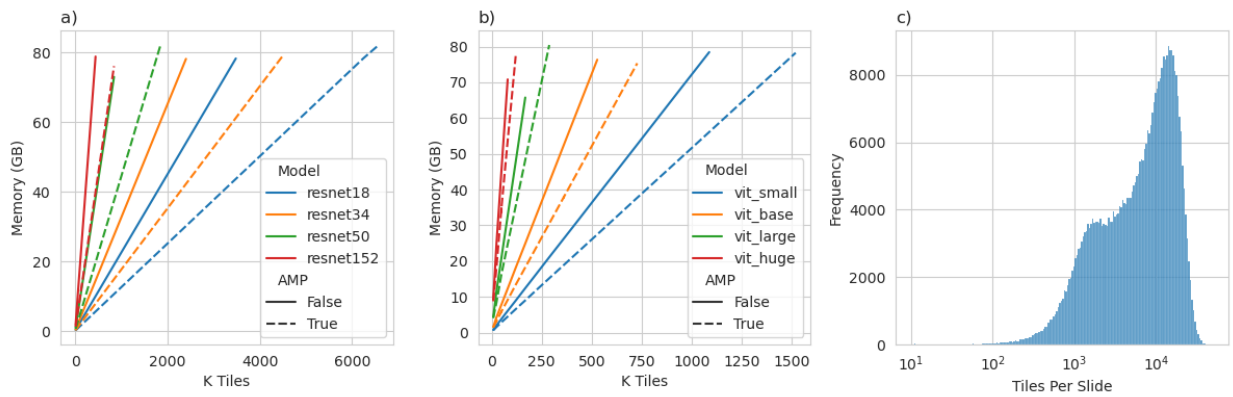 a)
80
60
40
20
0
Memory (GB)
0
2000
4000
6000
K Tiles
Model
resnet18
resnet34
resnet50
resnet152
AMP
False
True
b)
80
70
60
50
40
30
20
10
0
Memory (GB)
0
250
500
750
1000
1250
1500
K Tiles
Model
vit_small
vit_base
vit_large
vit_huge
AMP
False
True
c)
8000
6000
4000
2000
0
Frequency
10¹
10²
10³
10⁴
Tiles Per Slide